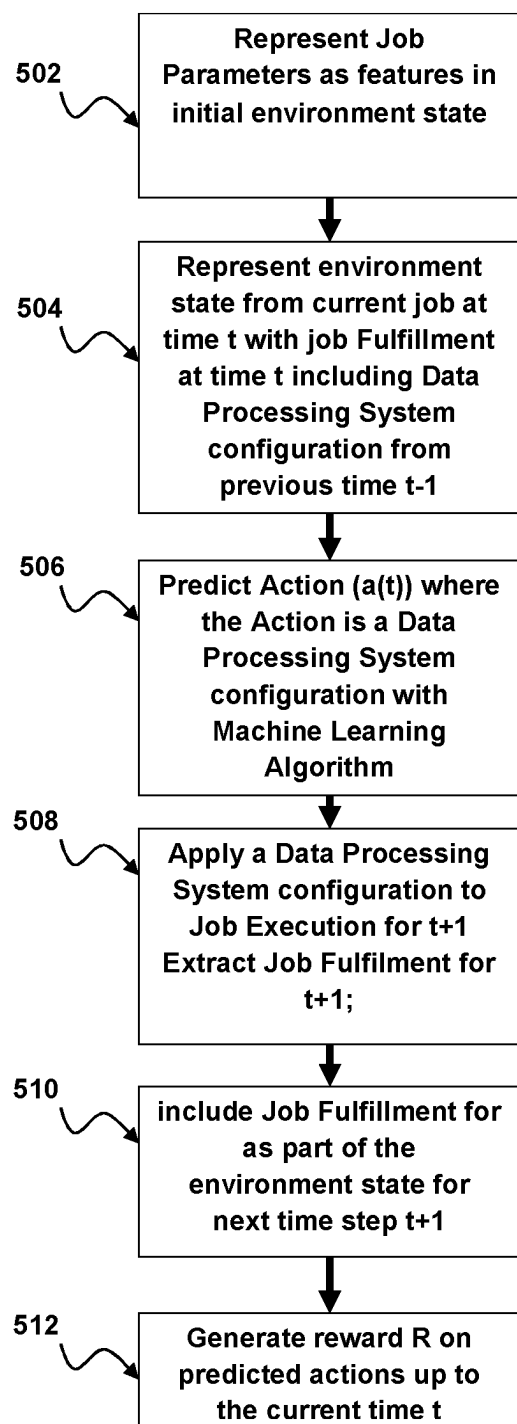 502
Represent Job
Parameters as features in
initial environment state
504
Represent environment
state from current job at
time t with job Fulfillment
at time t including Data
Processing System
configuration from
previous time t-1
506
Predict Action (a(t)) where
the Action is a Data
Processing System
configuration with
Machine Learning
Algorithm
508
Apply a Data Processing
System configuration to
Job Execution for t+1
Extract Job Fulfilment for
t+1;
510
include Job Fulfillment for
as part of the
environment state for
next time step t+1
512
Generate reward R on
predicted actions up to
the current time t